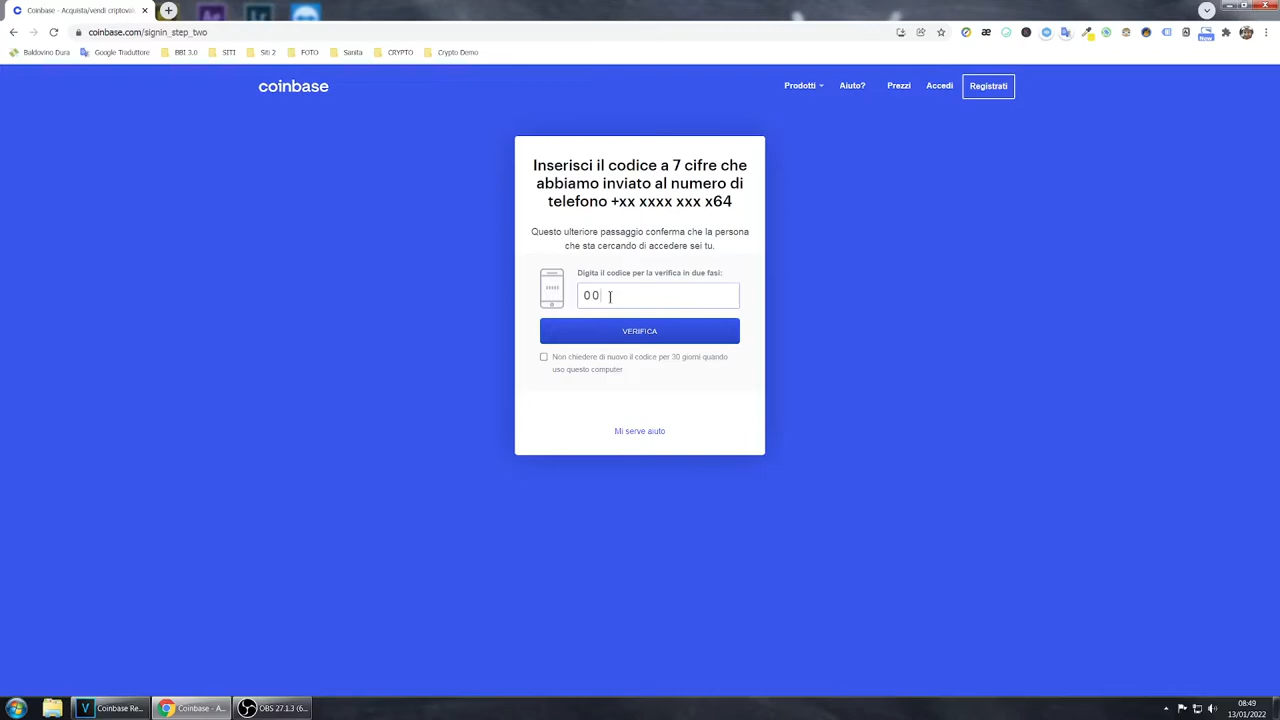 Coinbase - Acquista/vendi criptoval
coinbase.com/signin_step_two
Baldovino Dura
Google Traduttore
BBI 3.0
SITI
Siti 2
FOTO
Sanita
CRYPTO
Crypto Demo
coinbase
Prodotti
Aiuto?
Prezzi
Accedi
Registrati
Inserisci il codice a 7 cifre che
abbiamo inviato al numero di
telefono +xx xxxx xxx x64
Questo ulteriore passaggio conferma che la persona
che sta cercando di accedere sei tu.
Digita il codice per la verifica in due fasi:
00
VERIFICA
Non chiedere di nuovo il codice per 30 giorni quando
uso questo computer
Mi serve aiuto
Coinbase Re...
Coinbase - A...
OBS 27.1.3 (6...
08:49
13/01/2022